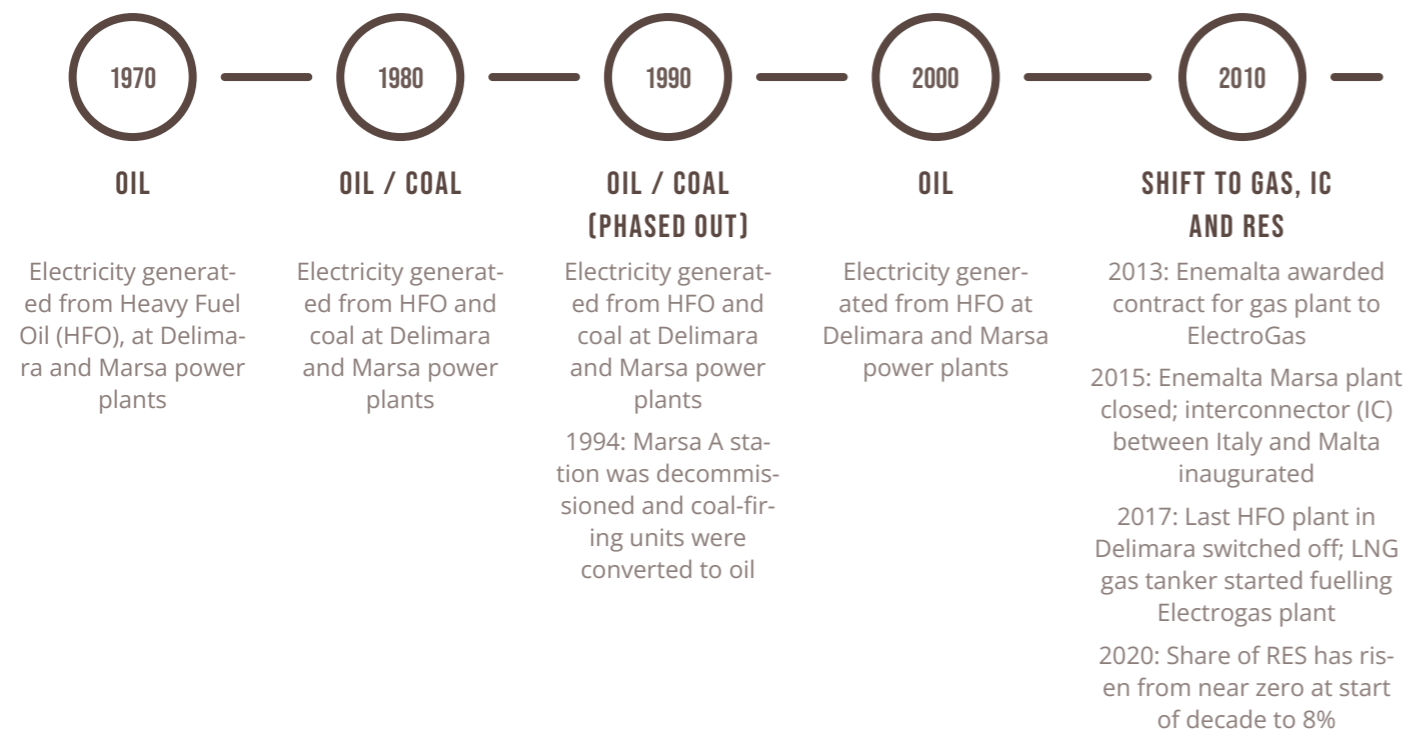 1970
OIL
Electricity generat-
ed from Heavy Fuel
Oil (HFO), at Delima-
ra and Marsa power
plants
1980
OIL / COAL
Electricity generat-
ed from HFO and
coal at Delimara
and Marsa power
plants
1990
OIL / COAL
(PHASED OUT)
Electricity generat-
ed from HFO and
coal at Delimara
and Marsa power
plants
1994: Marsa A sta-
tion was decommis-
sioned and coal-fir-
ing units were
converted to oil
2000
OIL
Electricity gener-
ated from HFO at
Delimara and Marsa
power plants
2010
SHIFT TO GAS, IC
AND RES
2013: Enemalta awarded
contract for gas plant to
ElectroGas
2015: Enemalta Marsa plant
closed; interconnector (IC)
between Italy and Malta
inaugurated
2017: Last HFO plant in
Delimara switched off; LNG
gas tanker started fuelling
Electrogas plant
2020: Share of RES has ris-
en from near zero at start
of decade to 8%